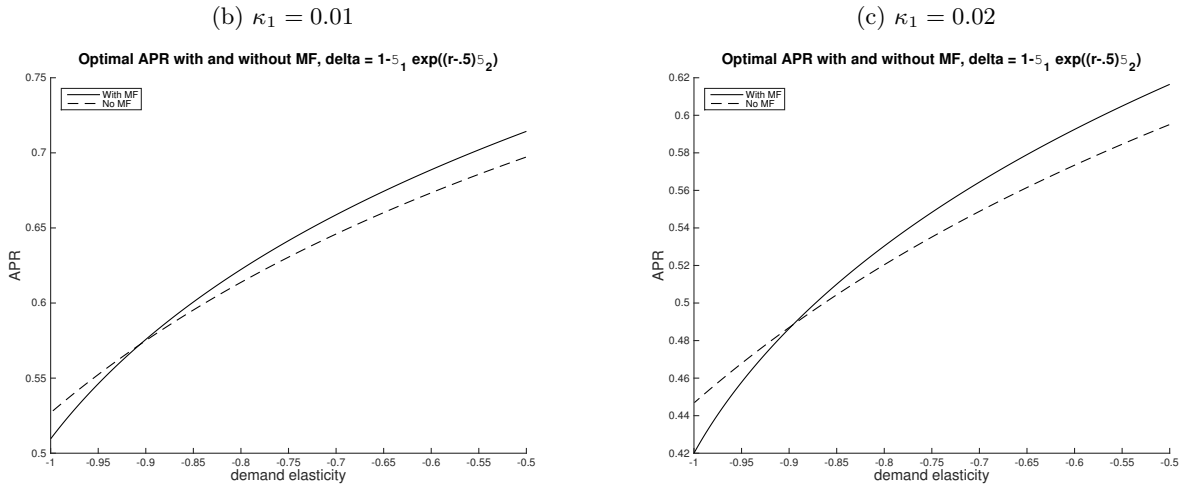 (b) κ₁ = 0.01
Optimal APR with and without MF, delta = 1-5₁ exp((r-.5)5₂)
0.75
With MF
No MF
0.7
0.65
APR
0.6
0.55
0.5
-1 -0.95 -0.9 -0.85 -0.8 -0.75 -0.7 -0.65 -0.6 -0.55 -0.5
demand elasticity
(c) κ₁ = 0.02
Optimal APR with and without MF, delta = 1-5₁ exp((r-.5)5₂)
0.62
With MF
No MF
0.6
0.58
0.56
0.54
APR
0.52
0.5
0.48
0.46
0.44
0.42
-1 -0.95 -0.9 -0.85 -0.8 -0.75 -0.7 -0.65 -0.6 -0.55 -0.5
demand elasticity